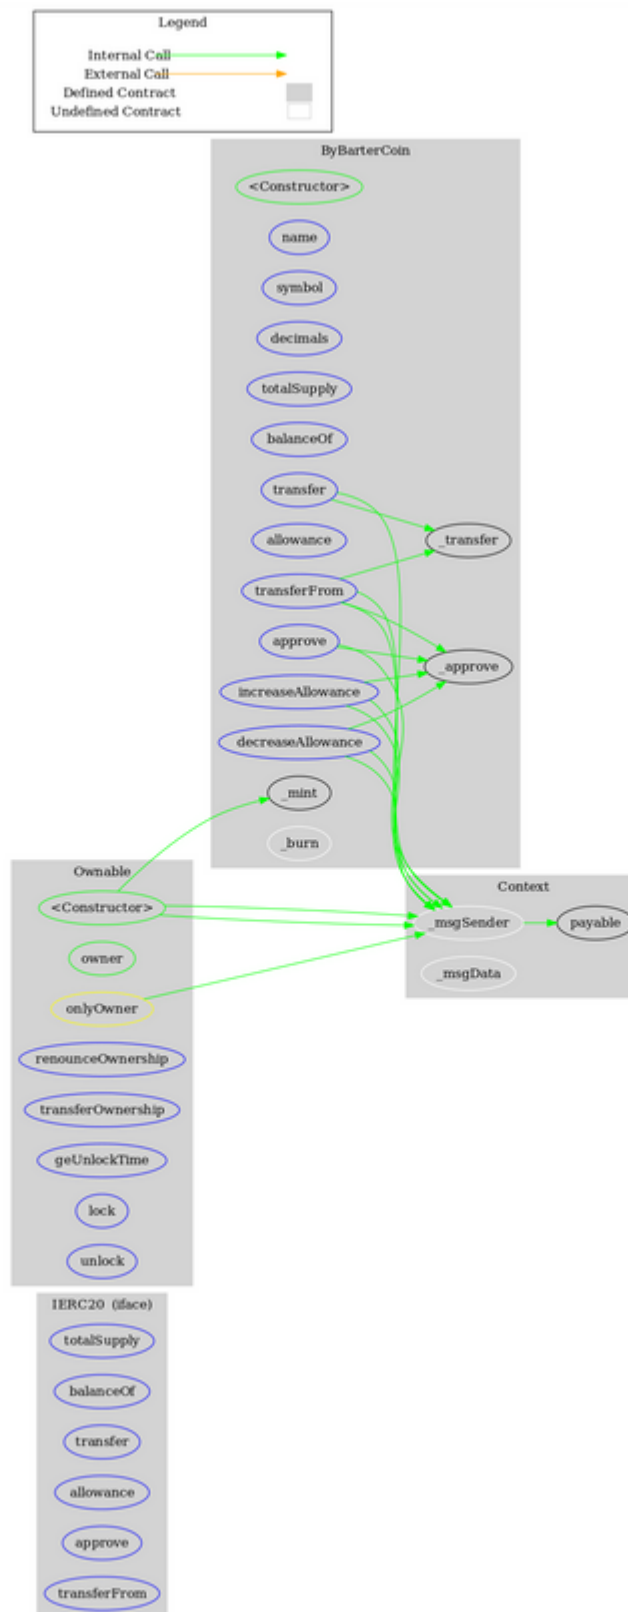 Legend
Internal Call
External Call
Defined Contract
Undefined Contract
ByBarterCoin
<Constructor>
name
symbol
decimals
totalSupply
balanceOf
transfer
allowance
_transfer
transferFrom
approve
_approve
increaseAllowance
decreaseAllowance
_mint
_burn
Ownable
<Constructor>
owner
onlyOwner
renounceOwnership
transferOwnership
geUnlockTime
lock
unlock
Context
_msgSender
payable
_msgData
IERC20 (iface)
totalSupply
balanceOf
transfer
allowance
approve
transferFrom